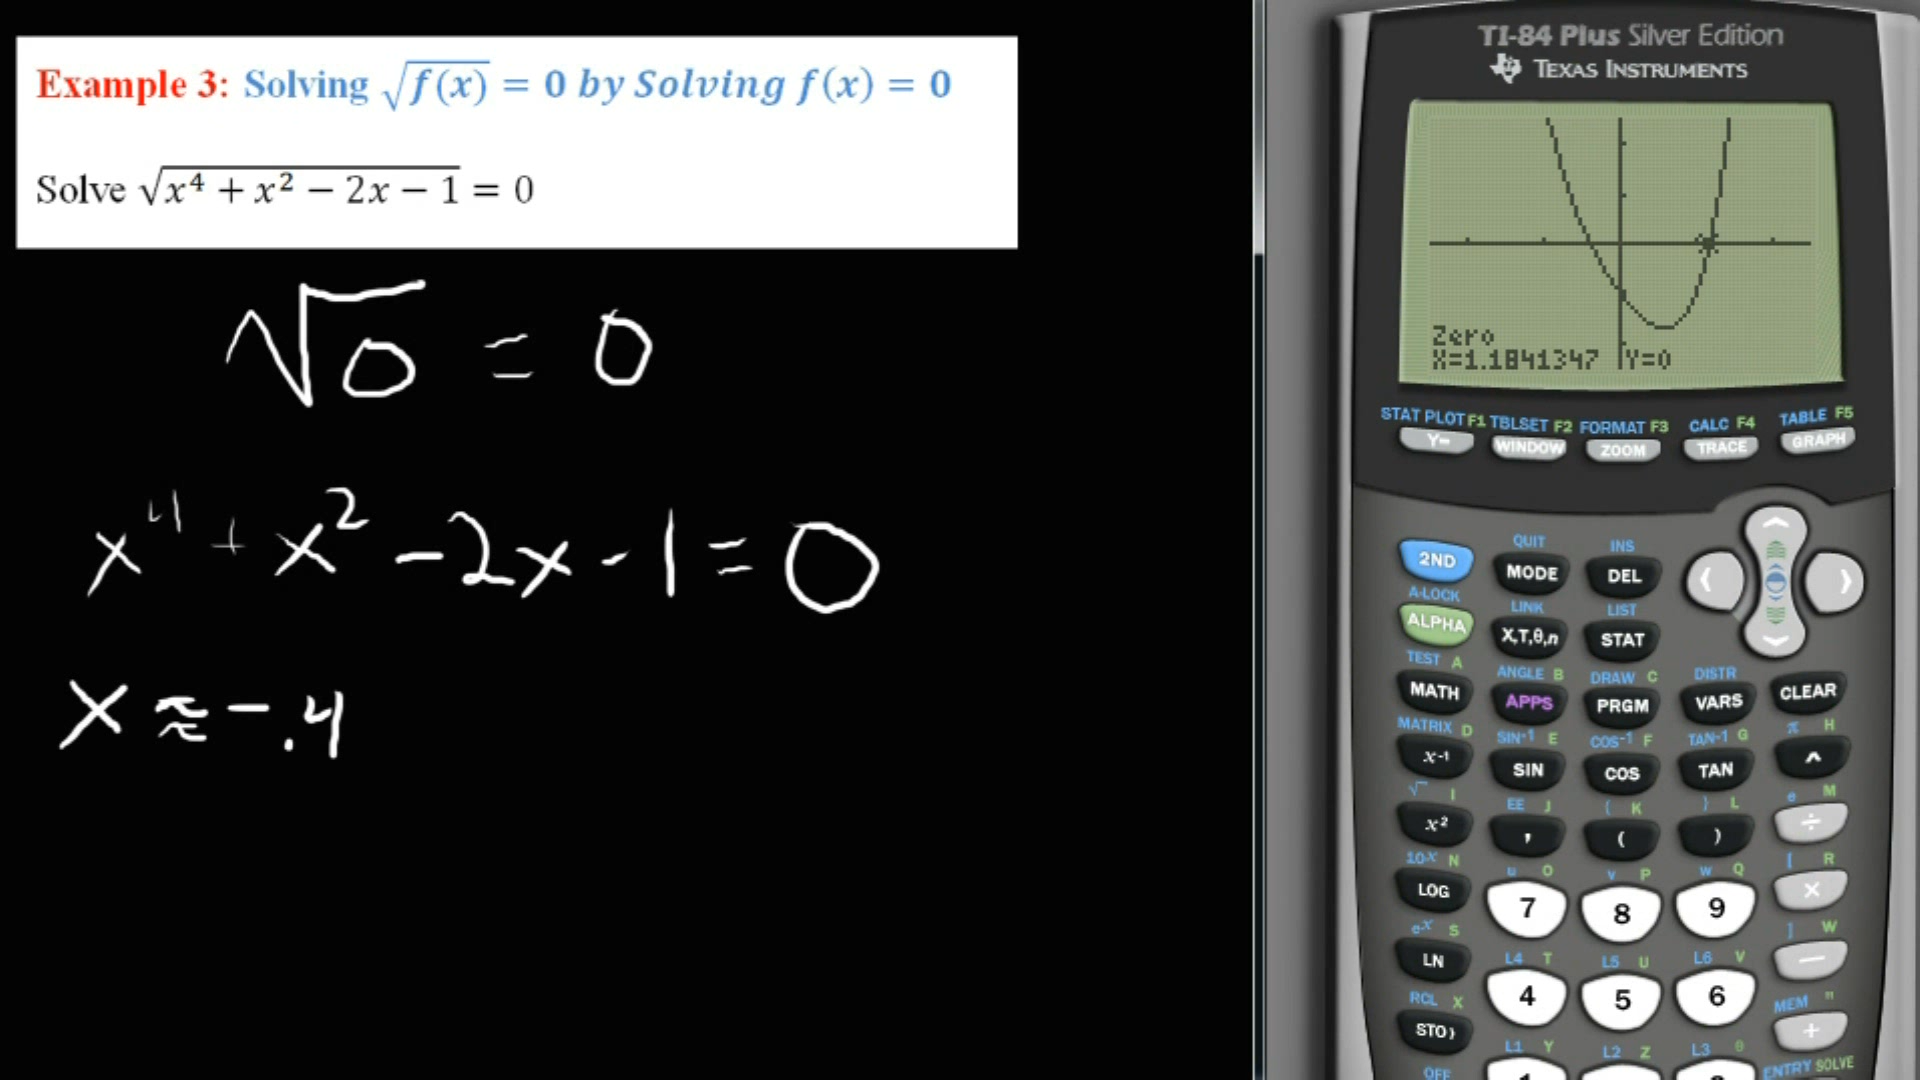 Example 3: Solving √f(x) = 0 by Solving f(x) = 0
Solve √x⁴ + x² − 2x − 1 = 0
√0 = 0
x⁴ + x² − 2x − 1 = 0
x ≈ −.4
TI-84 Plus Silver Edition
TEXAS INSTRUMENTS
Zero
X=1.1841347 Y=0
STAT PLOT F1 TBLSET F2 FORMAT F3 CALC F4 TABLE F5
Y= WINDOW ZOOM TRACE GRAPH
QUIT INS
2ND MODE DEL
A-LOCK LINK LIST
ALPHA X,T,θ,n STAT
TEST A ANGLE B DRAW C DISTR
MATH APPS PRGM VARS CLEAR
MATRIX D SIN-1 E COS-1 F TAN-1 G π H
x-1 SIN COS TAN ^
√ I EE J { K } L e M
x² , ( ) ÷
10x N u O v P w Q [ R
LOG 7 8 9 ×
ex S L4 T L5 U L6 V ] W
LN 4 5 6 −
RCL X L1 Y L2 Z L3 θ MEM "
STO) +
OFF ENTRY SOLVE